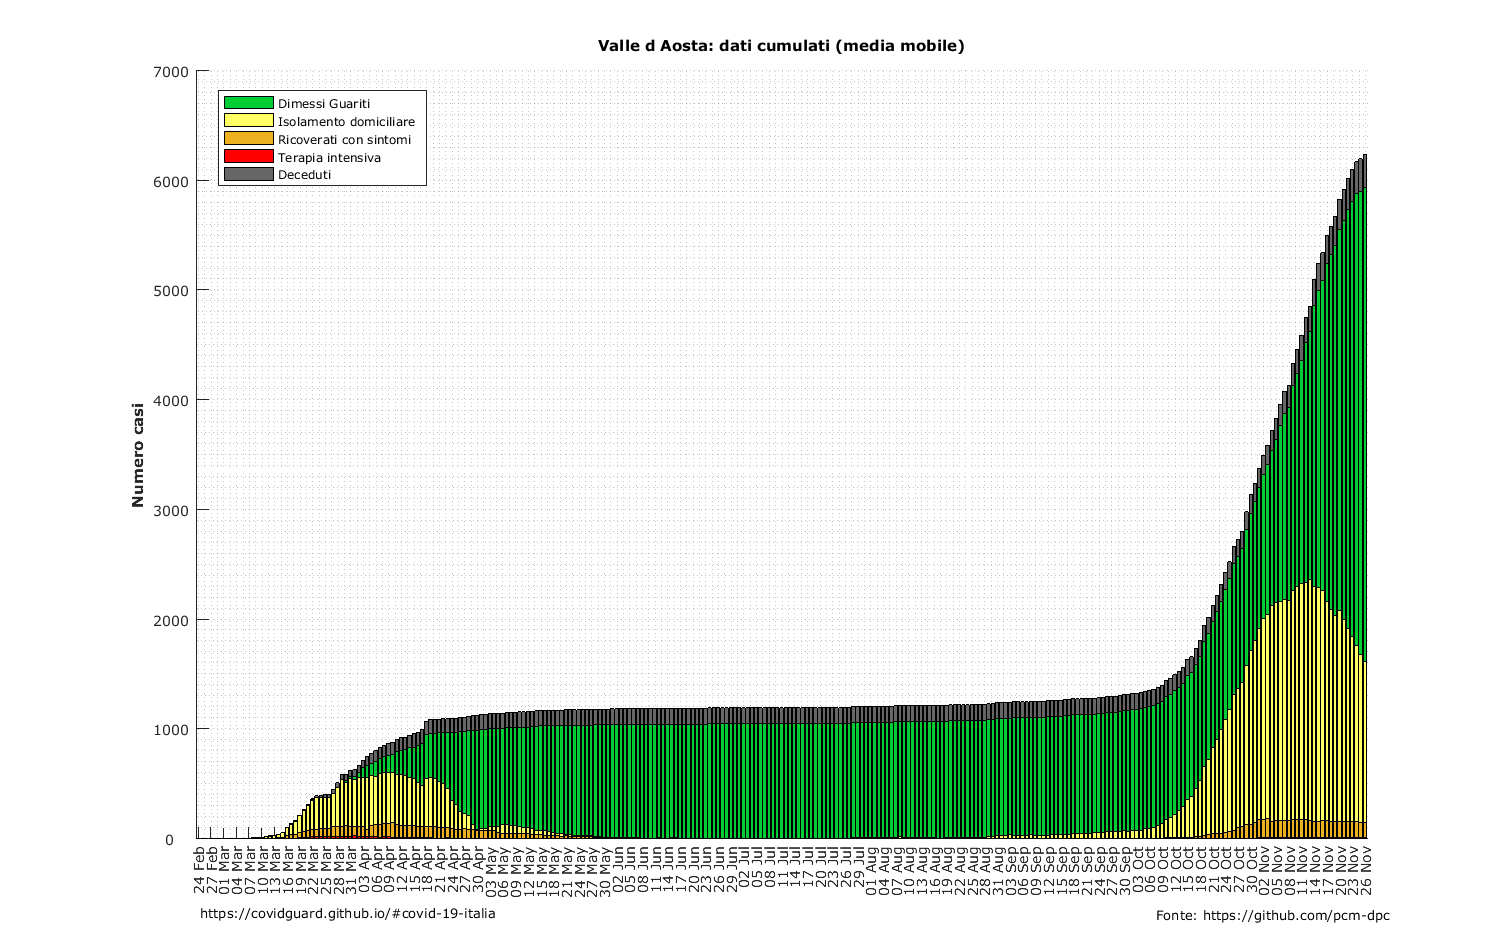 Valle d Aosta: dati cumulati (media mobile)
7000
6000
5000
4000
3000
2000
1000
0
Numero casi
Dimessi Guariti
Isolamento domiciliare
Ricoverati con sintomi
Terapia intensiva
Deceduti
24 Feb
27 Feb
01 Mar
04 Mar
07 Mar
10 Mar
13 Mar
16 Mar
19 Mar
22 Mar
25 Mar
28 Mar
31 Mar
03 Apr
06 Apr
09 Apr
12 Apr
15 Apr
18 Apr
21 Apr
24 Apr
27 Apr
30 Apr
03 May
06 May
09 May
12 May
15 May
18 May
21 May
24 May
27 May
30 May
02 Jun
05 Jun
08 Jun
11 Jun
14 Jun
17 Jun
20 Jun
23 Jun
26 Jun
29 Jun
02 Jul
05 Jul
08 Jul
11 Jul
14 Jul
17 Jul
20 Jul
23 Jul
26 Jul
29 Jul
01 Aug
04 Aug
07 Aug
10 Aug
13 Aug
16 Aug
19 Aug
22 Aug
25 Aug
28 Aug
31 Aug
03 Sep
06 Sep
09 Sep
12 Sep
15 Sep
18 Sep
21 Sep
24 Sep
27 Sep
30 Sep
03 Oct
06 Oct
09 Oct
12 Oct
15 Oct
18 Oct
21 Oct
24 Oct
27 Oct
30 Oct
02 Nov
05 Nov
08 Nov
11 Nov
14 Nov
17 Nov
20 Nov
23 Nov
26 Nov
https://covidguard.github.io/#covid-19-italia
Fonte: https://github.com/pcm-dpc